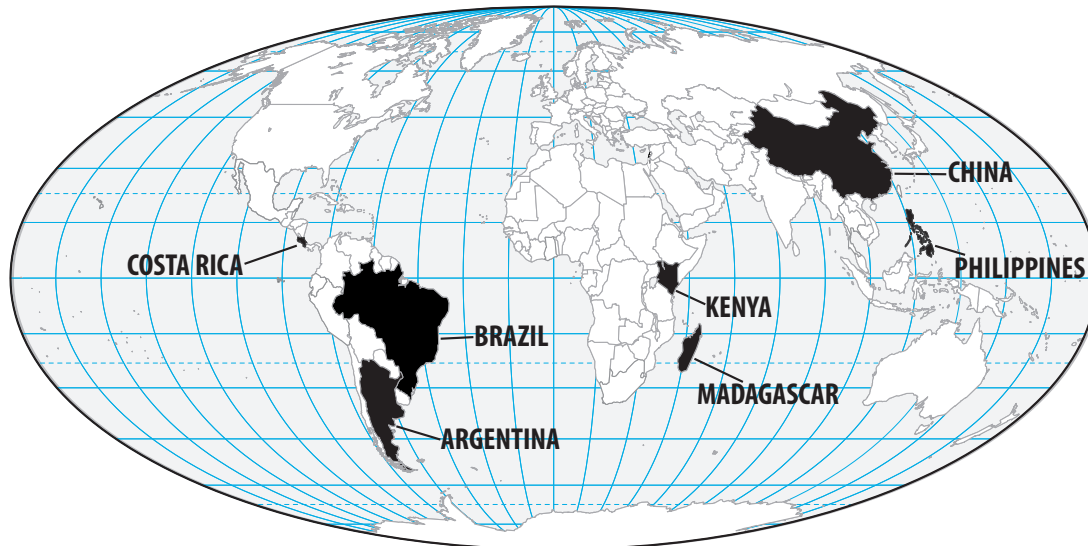 CHINA
COSTA RICA
PHILIPPINES
KENYA
BRAZIL
MADAGASCAR
ARGENTINA